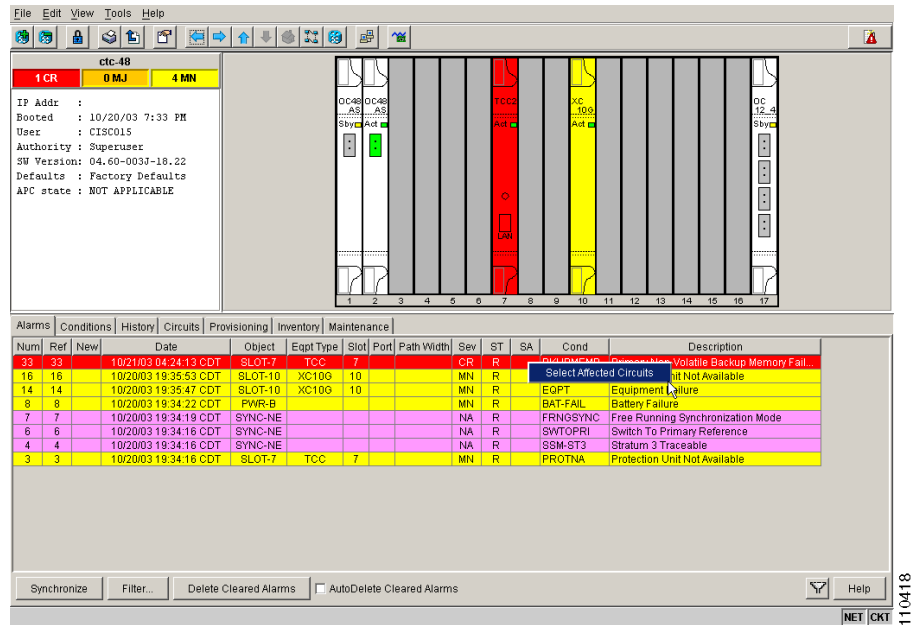 File Edit View Tools Help
ctc-48
1 CR 0 MJ 4 MN
IP Addr :
Booted : 10/20/03 7:33 PM
User : CISCO15
Authority : Superuser
SW Version: 04.60-003J-18.22
Defaults : Factory Defaults
APC state : NOT APPLICABLE
OC48 OC48 TCC2 XC OC
AS AS 10G 12_4
Sby Act Act Act Sby
LAN
1 2 3 4 5 6 7 8 9 10 11 12 13 14 15 16 17
Alarms Conditions History Circuits Provisioning Inventory Maintenance
Num Ref New Date Object Eqpt Type Slot Port Path Width Sev ST SA Cond Description
33 33 10/21/03 04:24:13 CDT SLOT-7 TCC 7 CR R BKUPMEMP Primary Non-Volatile Backup Memory Fail...
16 16 10/20/03 19:35:53 CDT SLOT-10 XC10G 10 MN R Select Affected Circuits nit Not Available
14 14 10/20/03 19:35:47 CDT SLOT-10 XC10G 10 MN R EQPT Equipment Failure
8 8 10/20/03 19:34:22 CDT PWR-B MN R BAT-FAIL Battery Failure
7 7 10/20/03 19:34:19 CDT SYNC-NE NA R FRNGSYNC Free Running Synchronization Mode
6 6 10/20/03 19:34:16 CDT SYNC-NE NA R SWTOPRI Switch To Primary Reference
4 4 10/20/03 19:34:16 CDT SYNC-NE NA R SSM-ST3 Stratum 3 Traceable
3 3 10/20/03 19:34:16 CDT SLOT-7 TCC 7 MN R PROTNA Protection Unit Not Available
Synchronize Filter... Delete Cleared Alarms AutoDelete Cleared Alarms Help
NET CKT
110418